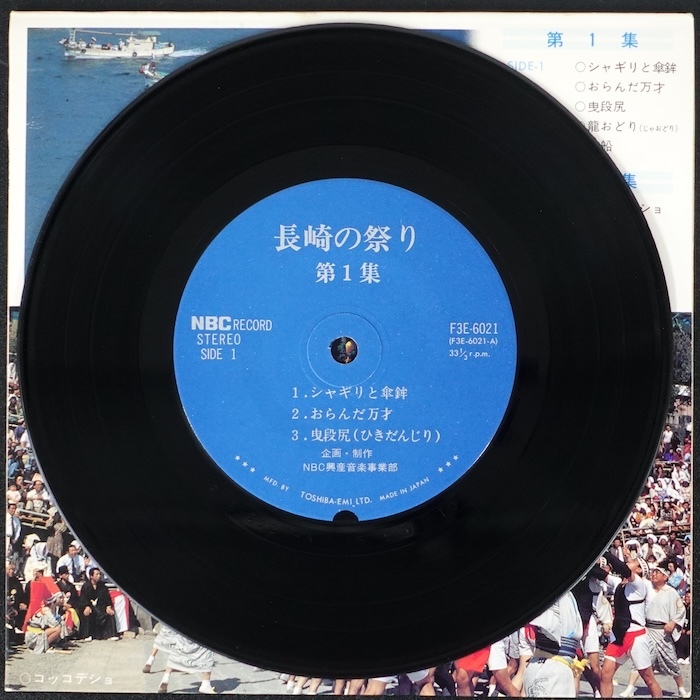 第1集
SIDE-1
○シャギリと傘鉾
○おらんだ万才
○曳段尻
龍おどり(じゃおどり)
船
集
ショ
長崎の祭り
第1集
NBC RECORD
STEREO
SIDE 1
F3E-6021
(F3E-6021-A)
33 1/3 r.p.m.
1.シャギリと傘鉾
2.おらんだ万才
3.曳段尻(ひきだんじり)
企画・制作
NBC興産音楽事業部
★★★ MFD. BY TOSHIBA-EMI, LTD. MADE IN JAPAN ★★★
○コッコデショ